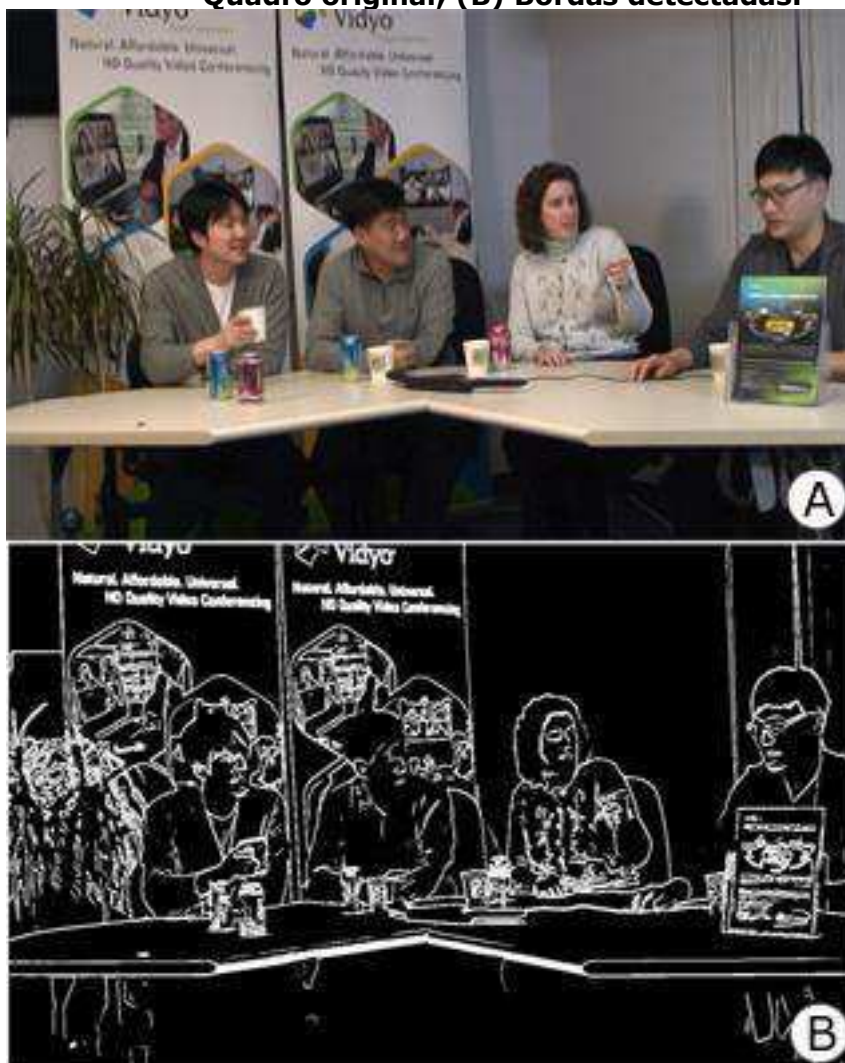 Quadro original; (B) Bordas detectadas.
Vidyo
Vidyo
Natural. Affordable. Universal.
HD Quality Video Conferencing
Natural. Affordable. Universal.
HD Quality Video Conferencing
A
Vidyo
Vidyo
Natural. Affordable. Universal.
HD Quality Video Conferencing
Natural. Affordable. Universal.
HD Quality Video Conferencing
B